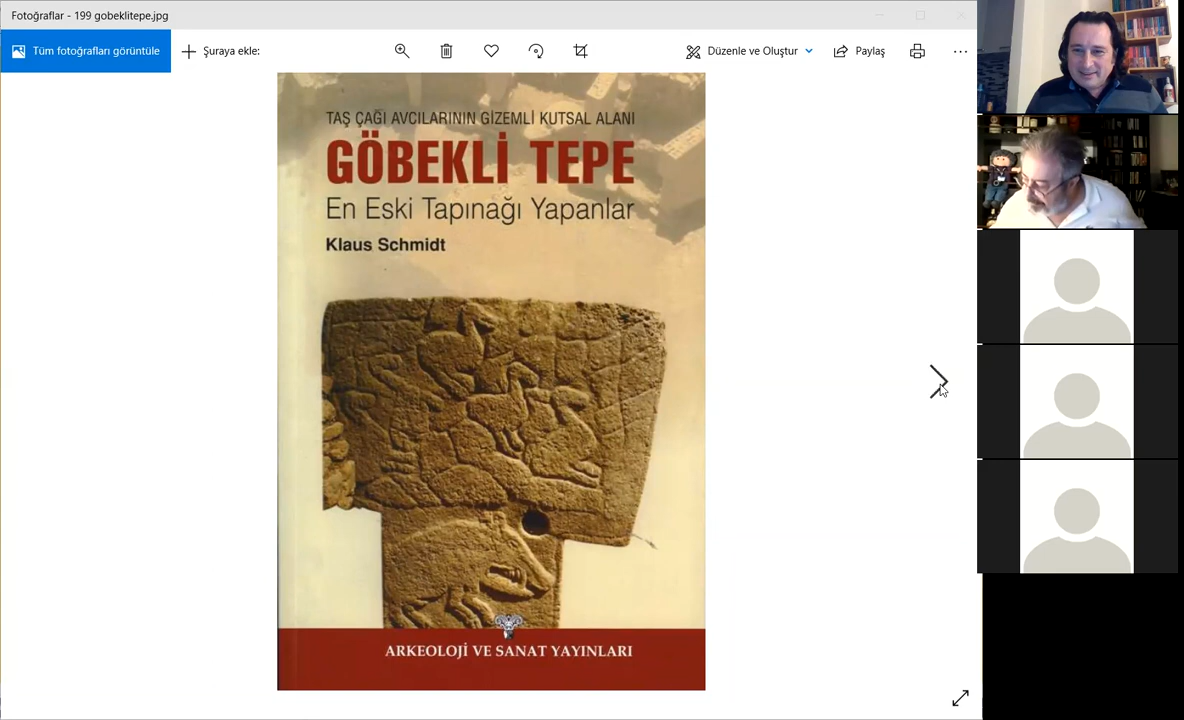 Fotoğraflar - 199 gobeklitepe.jpg
Tüm fotoğrafları görüntüle
Şuraya ekle:
Düzenle ve Oluştur
Paylaş
TAŞ ÇAĞI AVCILARININ GİZEMLİ KUTSAL ALANI
GÖBEKLİ TEPE
En Eski Tapınağı Yapanlar
Klaus Schmidt
ARKEOLOJİ VE SANAT YAYINLARI